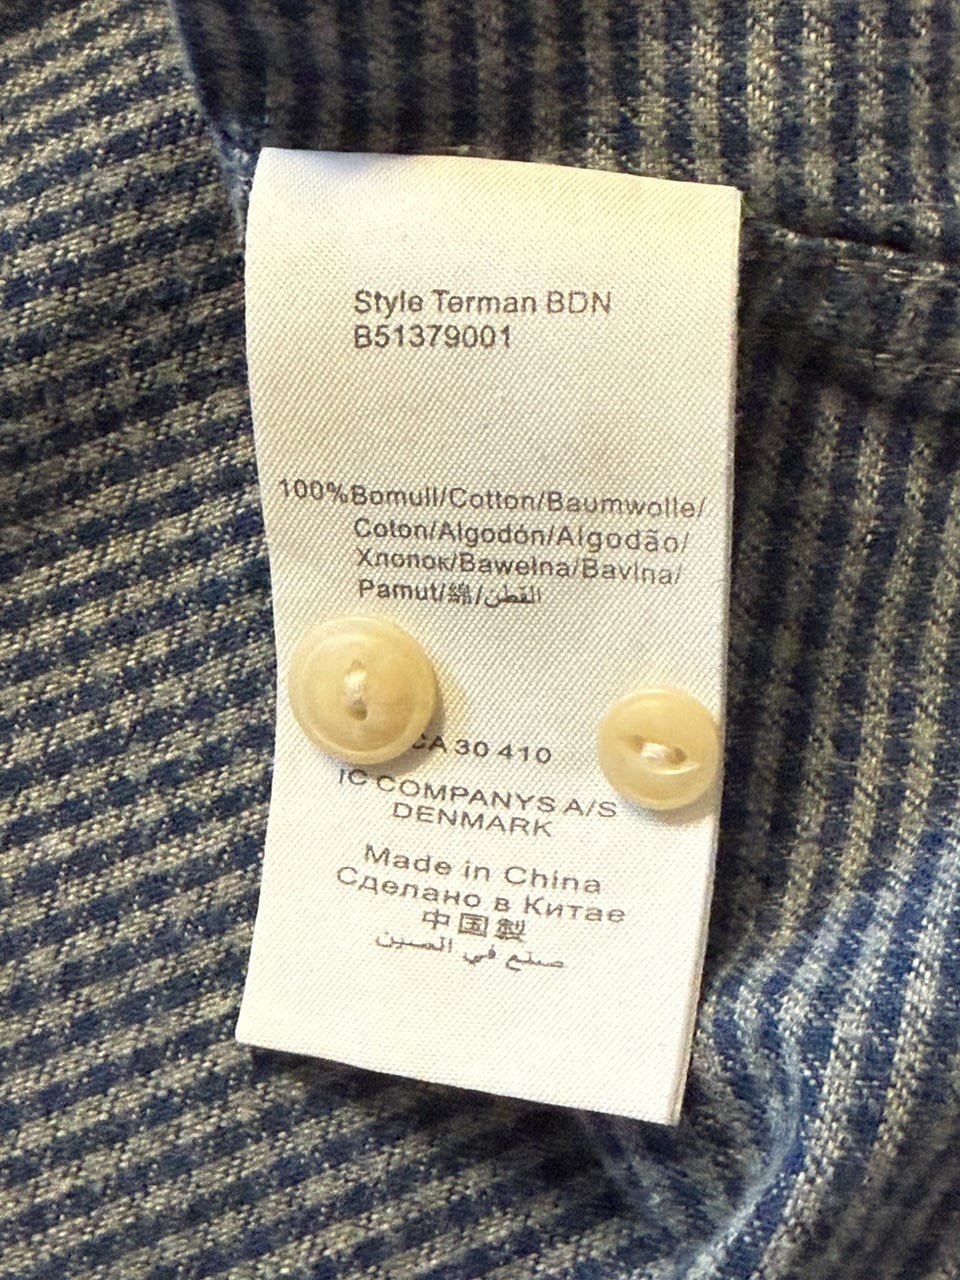 Style Terman BDN
B51379001
100%Bomull/Cotton/Baumwolle/
Coton/Algodón/Algodão/
Хлопок/Bawełna/Bavlna/
Pamut/綿/القطن
CA 30 410
IC COMPANYS A/S
DENMARK
Made in China
Сделано в Китае
中国製
صنع في الصين